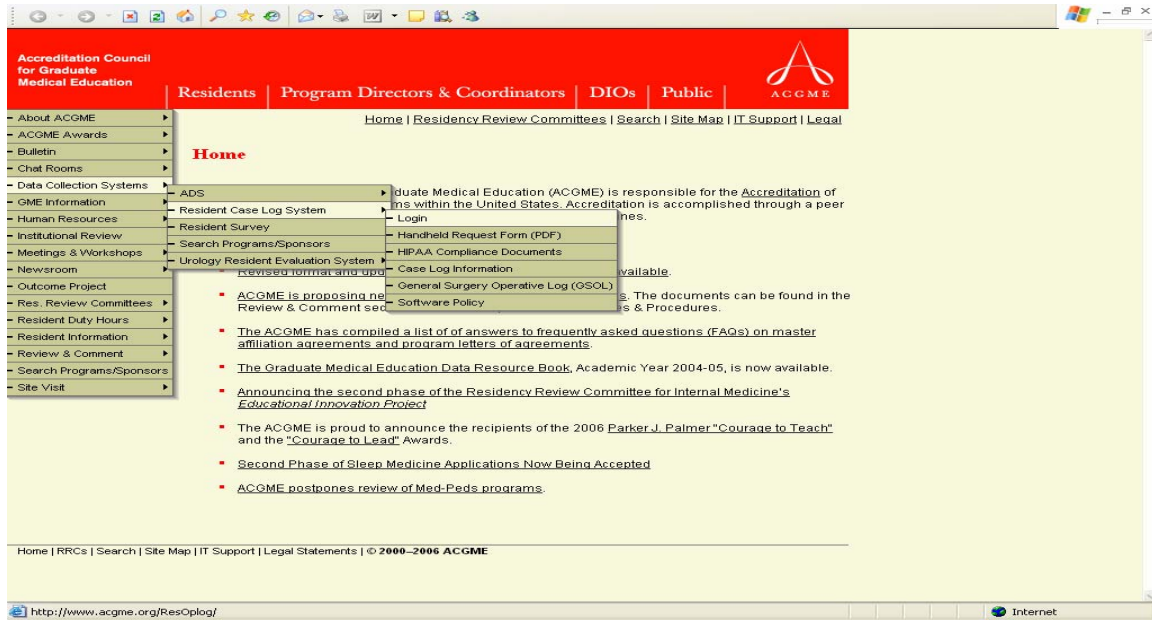 Accreditation Council
for Graduate
Medical Education
Residents | Program Directors & Coordinators | DIOs | Public |
ACGME
Home | Residency Review Committees | Search | Site Map | IT Support | Legal
- About ACGME
- ACGME Awards
- Bulletin
- Chat Rooms
- Data Collection Systems
- GME Information
- Human Resources
- Institutional Review
- Meetings & Workshops
- Newsroom
- Outcome Project
- Res. Review Committees
- Resident Duty Hours
- Resident Information
- Review & Comment
- Search Programs/Sponsors
- Site Visit
- ADS
- Resident Case Log System
- Resident Survey
- Search Programs/Sponsors
- Urology Resident Evaluation System
- Login
- Handheld Request Form (PDF)
- HIPAA Compliance Documents
- Case Log Information
- General Surgery Operative Log (GSOL)
- Software Policy
Home
duate Medical Education (ACGME) is responsible for the Accreditation of
ms within the United States. Accreditation is accomplished through a peer
nes.
Revised format and upd vailable.
ACGME is proposing ne s. The documents can be found in the
Review & Comment sec s & Procedures.
The ACGME has compiled a list of of answers to frequently asked questions (FAQs) on master
affiliation agreements and program letters of agreements.
The Graduate Medical Education Data Resource Book, Academic Year 2004-05, is now available.
Announcing the second phase of the Residency Review Committee for Internal Medicine's
Educational Innovation Project
The ACGME is proud to announce the recipients of the 2006 Parker J. Palmer "Courage to Teach"
and the "Courage to Lead" Awards.
Second Phase of Sleep Medicine Applications Now Being Accepted
ACGME postpones review of Med-Peds programs.
Home | RRCs | Search | Site Map | IT Support | Legal Statements | © 2000–2006 ACGME
http://www.acgme.org/ResOplog/
Internet